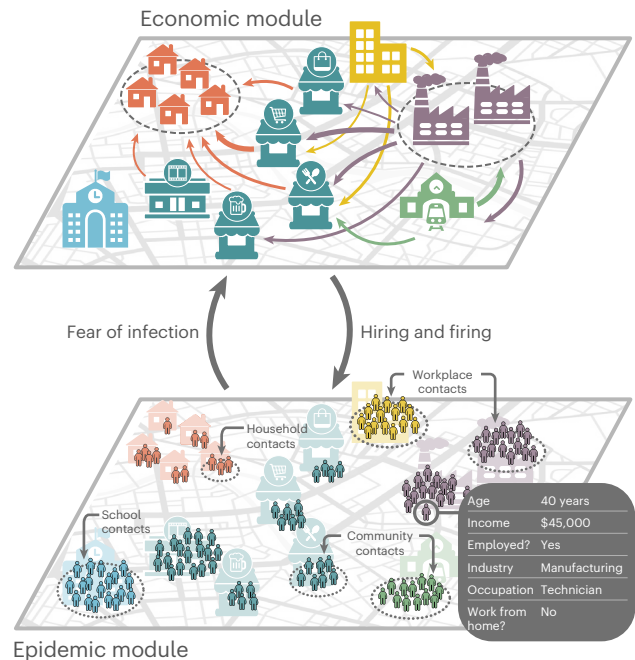 Economic module
Fear of infection
Hiring and firing
Workplace
contacts
Household
contacts
School
contacts
Community
contacts
Age 40 years
Income $45,000
Employed? Yes
Industry Manufacturing
Occupation Technician
Work from No
home?
Epidemic module